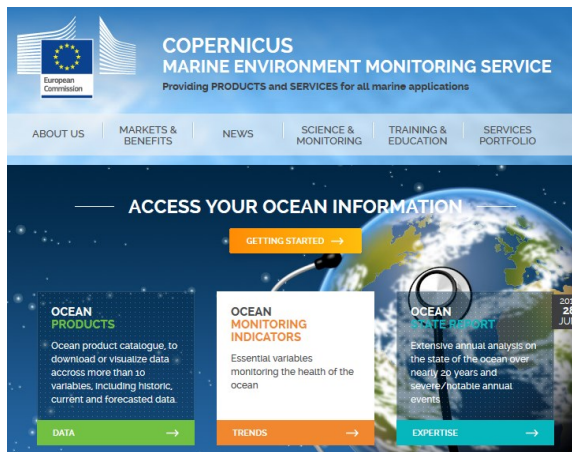 COPERNICUS
MARINE ENVIRONMENT MONITORING SERVICE
Providing PRODUCTS and SERVICES for all marine applications
European
Commission
ABOUT US
MARKETS &
BENEFITS
NEWS
SCIENCE &
MONITORING
TRAINING &
EDUCATION
SERVICES
PORTFOLIO
ACCESS YOUR OCEAN INFORMATION
GETTING STARTED →
OCEAN
PRODUCTS
Ocean product catalogue, to
download or visualize data
accross more than 10
variables, including historic,
current and forecasted data.
DATA →
OCEAN
MONITORING
INDICATORS
Essential variables
monitoring the health of the
ocean
TRENDS →
OCEAN
STATE REPORT
Extensive annual analysis on
the state of the ocean over
nearly 20 years and
severe/notable annual
events
EXPERTISE →